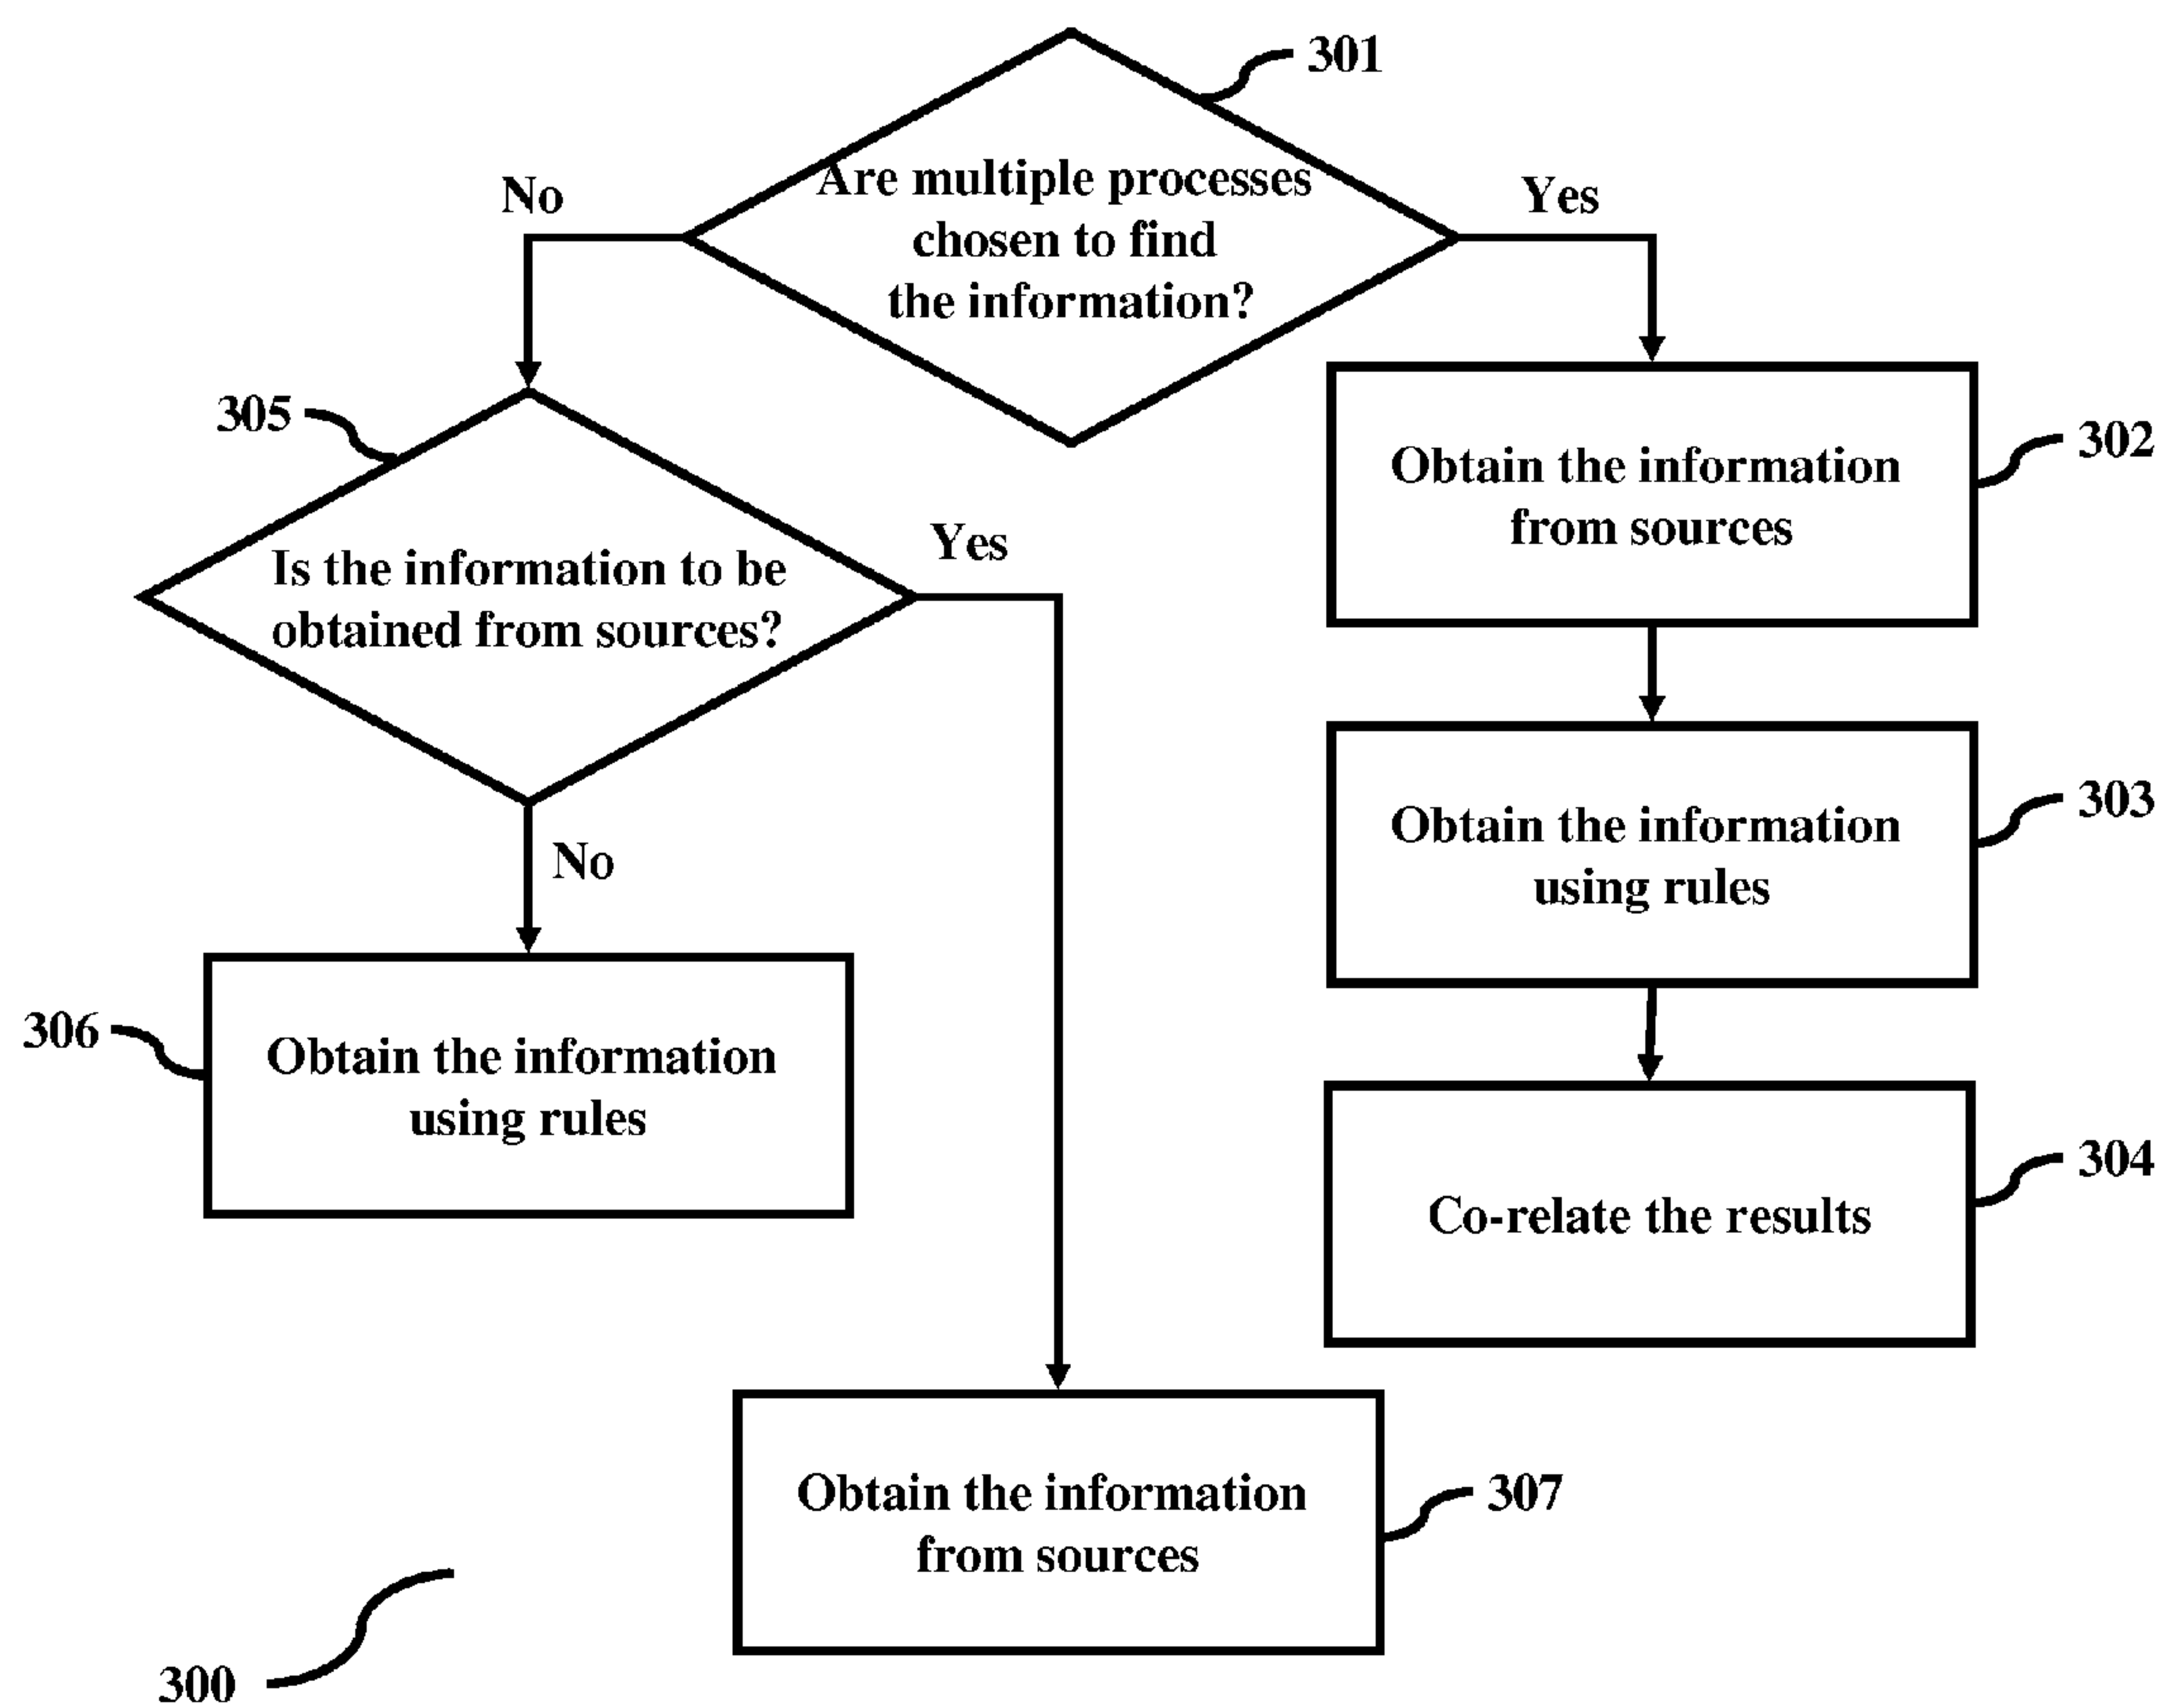 301
Are multiple processes
chosen to find
the information?
No
Yes
305
302
Obtain the information
from sources
Is the information to be
obtained from sources?
Yes
303
Obtain the information
using rules
No
306
Obtain the information
using rules
304
Co-relate the results
307
Obtain the information
from sources
300